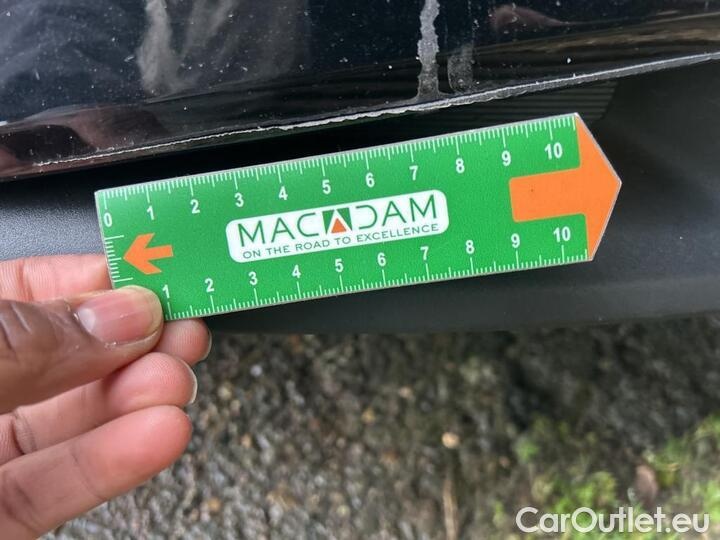 0 1 2 3 4 5 6 7 8 9 10
MACADAM
ON THE ROAD TO EXCELLENCE
1 2 3 4 5 6 7 8 9 10
CarOutlet.eu